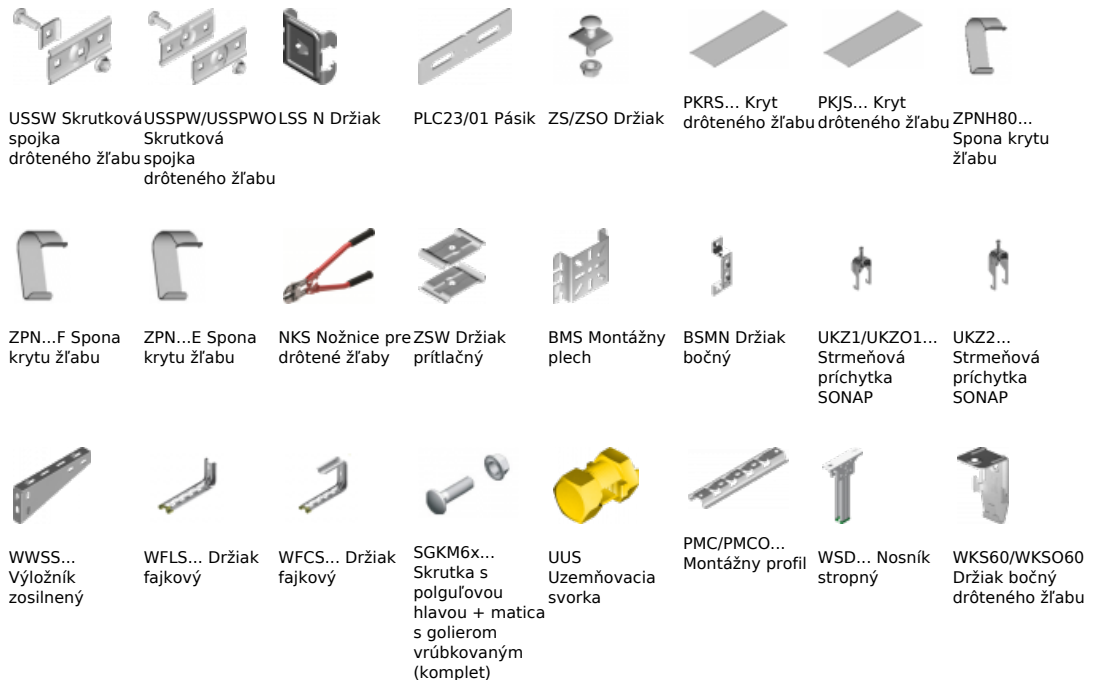 USSW Skrutková
spojka
drôteného žľabu
USSPW/USSPWO
Skrutková
spojka
drôteného žľabu
LSS N Držiak
PLC23/01 Pásik
ZS/ZSO Držiak
PKRS... Kryt
drôteného žľabu
PKJS... Kryt
drôteného žľabu
ZPNH80...
Spona krytu
žľabu
ZPN...F Spona
krytu žľabu
ZPN...E Spona
krytu žľabu
NKS Nožnice pre
drôtené žľaby
ZSW Držiak
prítlačný
BMS Montážny
plech
BSMN Držiak
bočný
UKZ1/UKZO1...
Strmeňová
príchytka
SONAP
UKZ2...
Strmeňová
príchytka
SONAP
WWSS...
Výložník
zosilnený
WFLS... Držiak
fajkový
WFCS... Držiak
fajkový
SGKM6x...
Skrutka s
polguľovou
hlavou + matica
s golierom
vrúbkovaným
(komplet)
UUS
Uzemňovacia
svorka
PMC/PMCO...
Montážny profil
WSD... Nosník
stropný
WKS60/WKSO60
Držiak bočný
drôteného žľabu